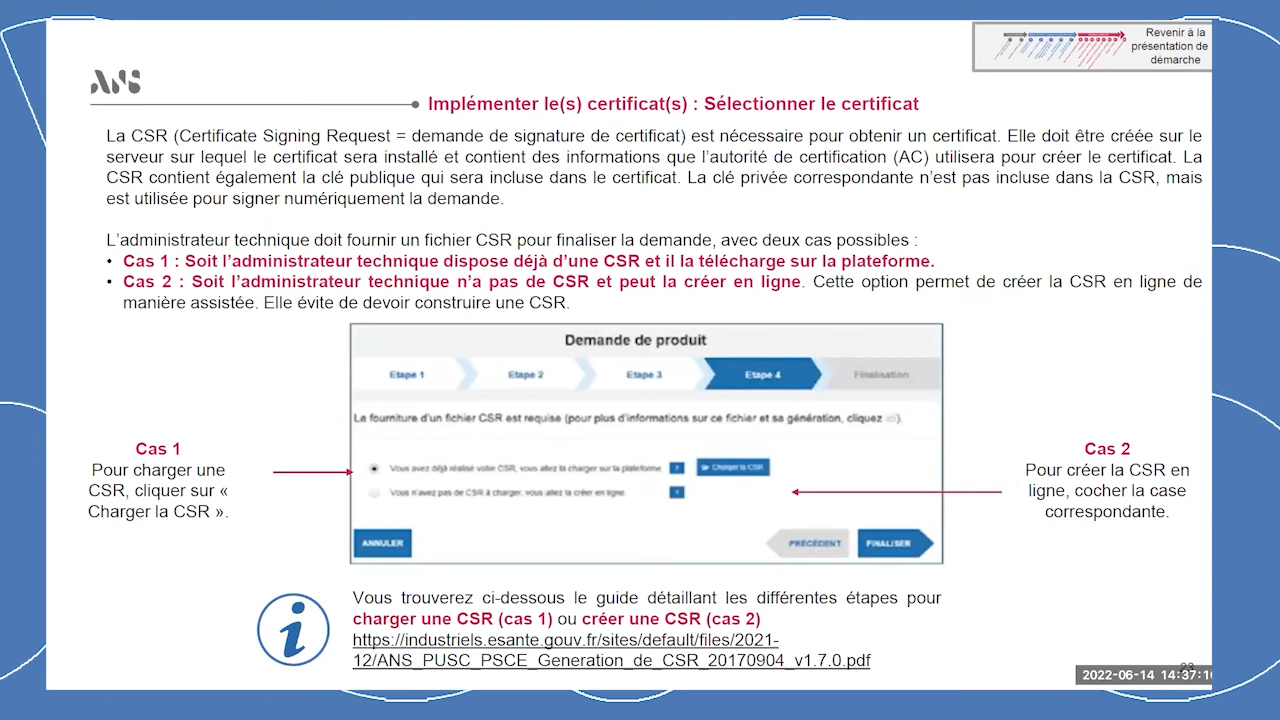 Revenir à la
présentation de
démarche
ANS
Implémenter le(s) certificat(s) : Sélectionner le certificat
La CSR (Certificate Signing Request = demande de signature de certificat) est nécessaire pour obtenir un certificat. Elle doit être créée sur le
serveur sur lequel le certificat sera installé et contient des informations que l’autorité de certification (AC) utilisera pour créer le certificat. La
CSR contient également la clé publique qui sera incluse dans le certificat. La clé privée correspondante n’est pas incluse dans la CSR, mais
est utilisée pour signer numériquement la demande.
L’administrateur technique doit fournir un fichier CSR pour finaliser la demande, avec deux cas possibles :
• Cas 1 : Soit l’administrateur technique dispose déjà d’une CSR et il la télécharge sur la plateforme.
• Cas 2 : Soit l’administrateur technique n’a pas de CSR et peut la créer en ligne. Cette option permet de créer la CSR en ligne de
manière assistée. Elle évite de devoir construire une CSR.
Demande de produit
Etape 1 Etape 2 Etape 3 Etape 4 Finalisation
La fourniture d'un fichier CSR est requise (pour plus d'informations sur ce fichier et sa génération, cliquez ici).
Vous avez déjà réalisé votre CSR, vous allez la charger sur la plateforme. Charger la CSR
Vous n'avez pas de CSR à charger, vous allez la créer en ligne.
ANNULER PRÉCÉDENT FINALISER
Cas 1
Pour charger une
CSR, cliquer sur «
Charger la CSR ».
Cas 2
Pour créer la CSR en
ligne, cocher la case
correspondante.
Vous trouverez ci-dessous le guide détaillant les différentes étapes pour
charger une CSR (cas 1) ou créer une CSR (cas 2)
https://industriels.esante.gouv.fr/sites/default/files/2021-
12/ANS_PUSC_PSCE_Generation_de_CSR_20170904_v1.7.0.pdf
23
2022-06-14 14:37:16